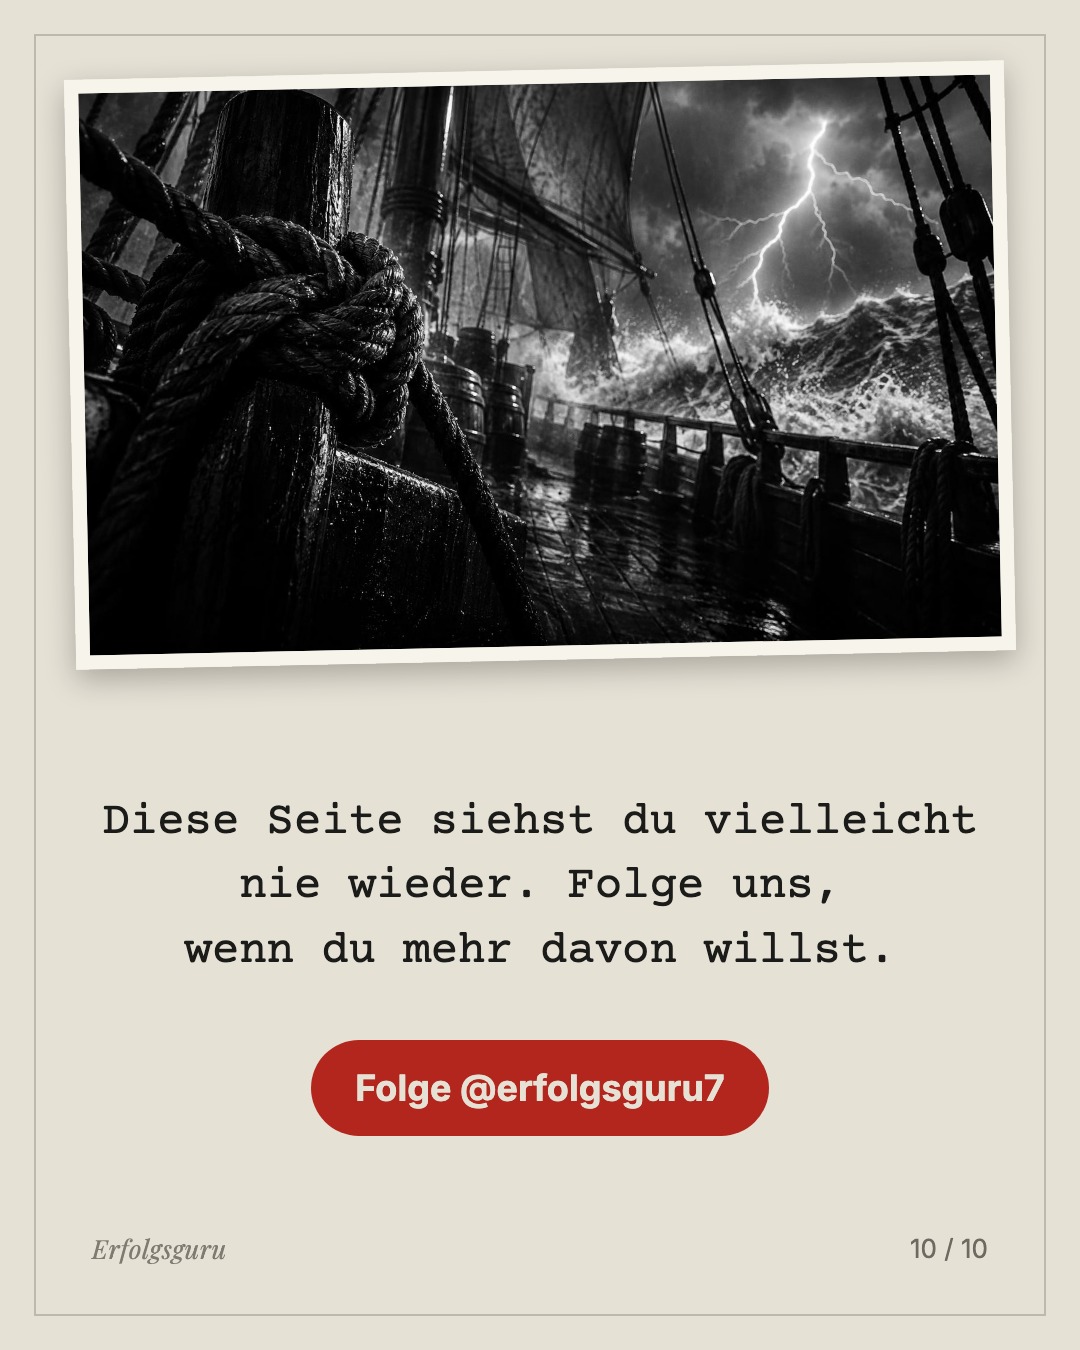 Diese Seite siehst du vielleicht
nie wieder. Folge uns,
wenn du mehr davon willst.
Folge @erfolgsguru7
Erfolgsguru
10 / 10